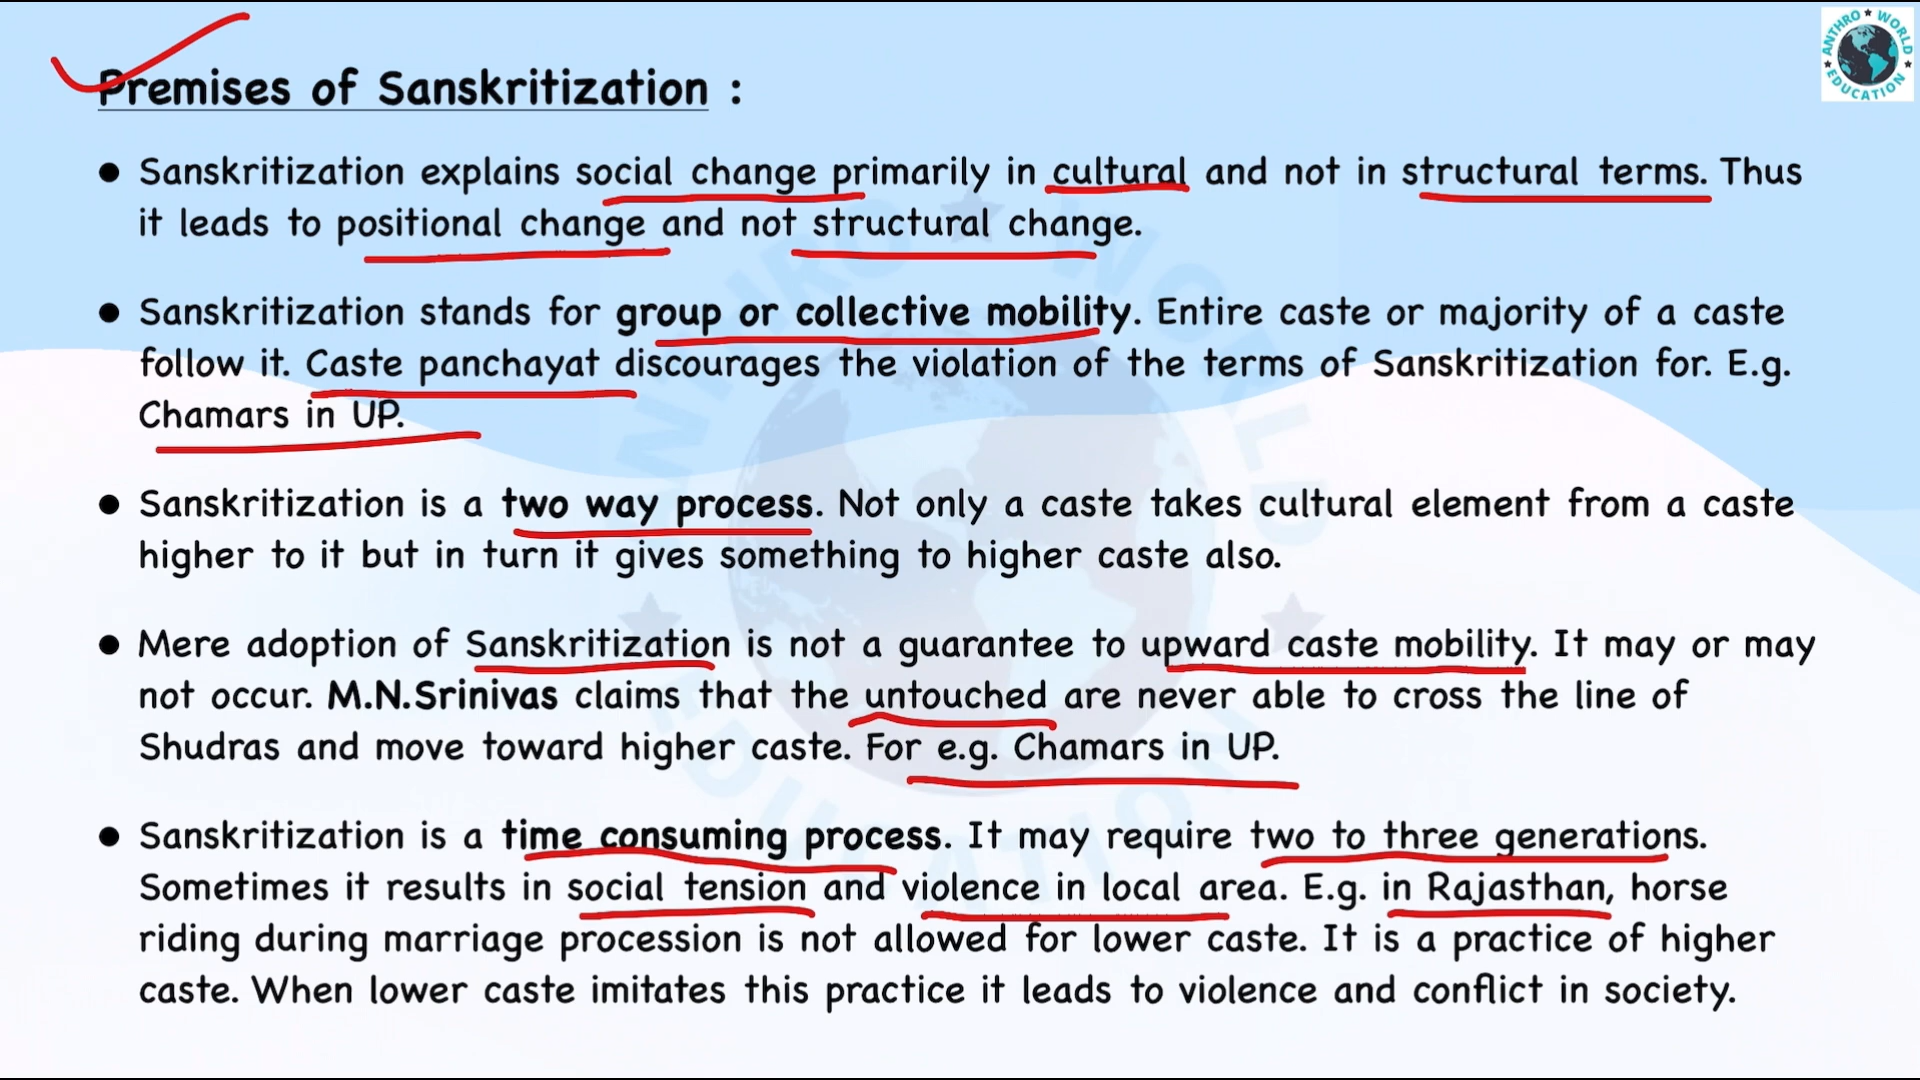 ANTHRO WORLD EDUCATION
Premises of Sanskritization :
● Sanskritization explains social change primarily in cultural and not in structural terms. Thus
it leads to positional change and not structural change.
● Sanskritization stands for group or collective mobility. Entire caste or majority of a caste
follow it. Caste panchayat discourages the violation of the terms of Sanskritization for. E.g.
Chamars in UP.
● Sanskritization is a two way process. Not only a caste takes cultural element from a caste
higher to it but in turn it gives something to higher caste also.
● Mere adoption of Sanskritization is not a guarantee to upward caste mobility. It may or may
not occur. M.N.Srinivas claims that the untouched are never able to cross the line of
Shudras and move toward higher caste. For e.g. Chamars in UP.
● Sanskritization is a time consuming process. It may require two to three generations.
Sometimes it results in social tension and violence in local area. E.g. in Rajasthan, horse
riding during marriage procession is not allowed for lower caste. It is a practice of higher
caste. When lower caste imitates this practice it leads to violence and conflict in society.
ANTHRO WORLD EDUCATION